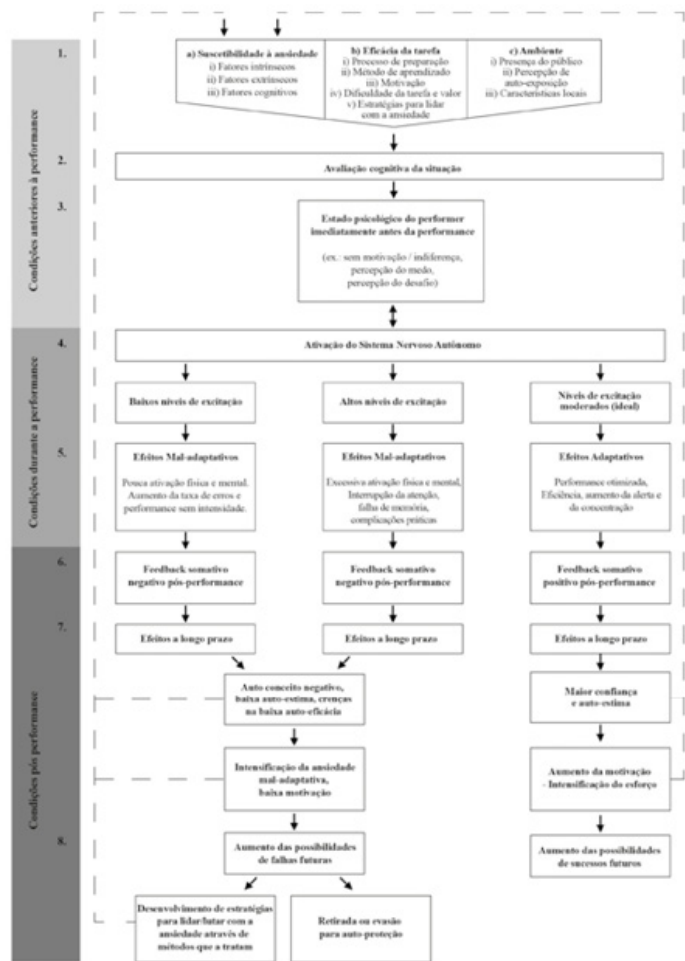 1.
a) Suscetibilidade à ansiedade
i) Fatores intrínsecos
ii) Fatores extrínsecos
iii) Fatores cognitivos
b) Eficácia da tarefa
i) Processo de preparação
ii) Método de aprendizado
iii) Motivação
iv) Dificuldade da tarefa e valor
v) Estratégias para lidar
com a ansiedade
c) Ambiente
i) Presença do público
ii) Percepção de
auto-exposição
iii) Características locais
Condições anteriores à performance
2.
Avaliação cognitiva da situação
3.
Estado psicológico do performer
imediatamente antes da performance
(ex.: sem motivação / indiferença,
percepção do medo,
percepção do desafio)
Condições durante a performance
4.
Ativação do Sistema Nervoso Autónomo
Baixos níveis de excitação
Altos níveis de excitação
Níveis de excitação
moderados (ideal)
5.
Efeitos Mal-adaptativos
Pouca ativação física e mental.
Aumento da taxa de erros e
performance sem intensidade.
Efeitos Mal-adaptativos
Excessiva ativação física e mental,
Interrupção da atenção,
falha de memória,
complicações práticas
Efeitos Adaptativos
Performance otimizada,
Eficiência, aumento da alerta e
da concentração
Condições pós performance
6.
Feedback somativo
negativo pós-performance
Feedback somativo
negativo pós-performance
Feedback somativo
positivo pós-performance
7.
Efeitos a longo prazo
Efeitos a longo prazo
Efeitos a longo prazo
Auto conceito negativo,
baixa auto-estima, crenças
na baixa auto-eficácia
Maior confiança
e auto-estima
Intensificação da ansiedade
mal-adaptativa,
baixa motivação
Aumento da motivação
- Intensificação do esforço
8.
Aumento das possibilidades
de falhas futuras
Aumento das possibilidades
de sucessos futuros
Desenvolvimento de estratégias
para lidar/lutar com a
ansiedade através de
métodos que a tratam
Retirada ou evasão
para auto-proteção